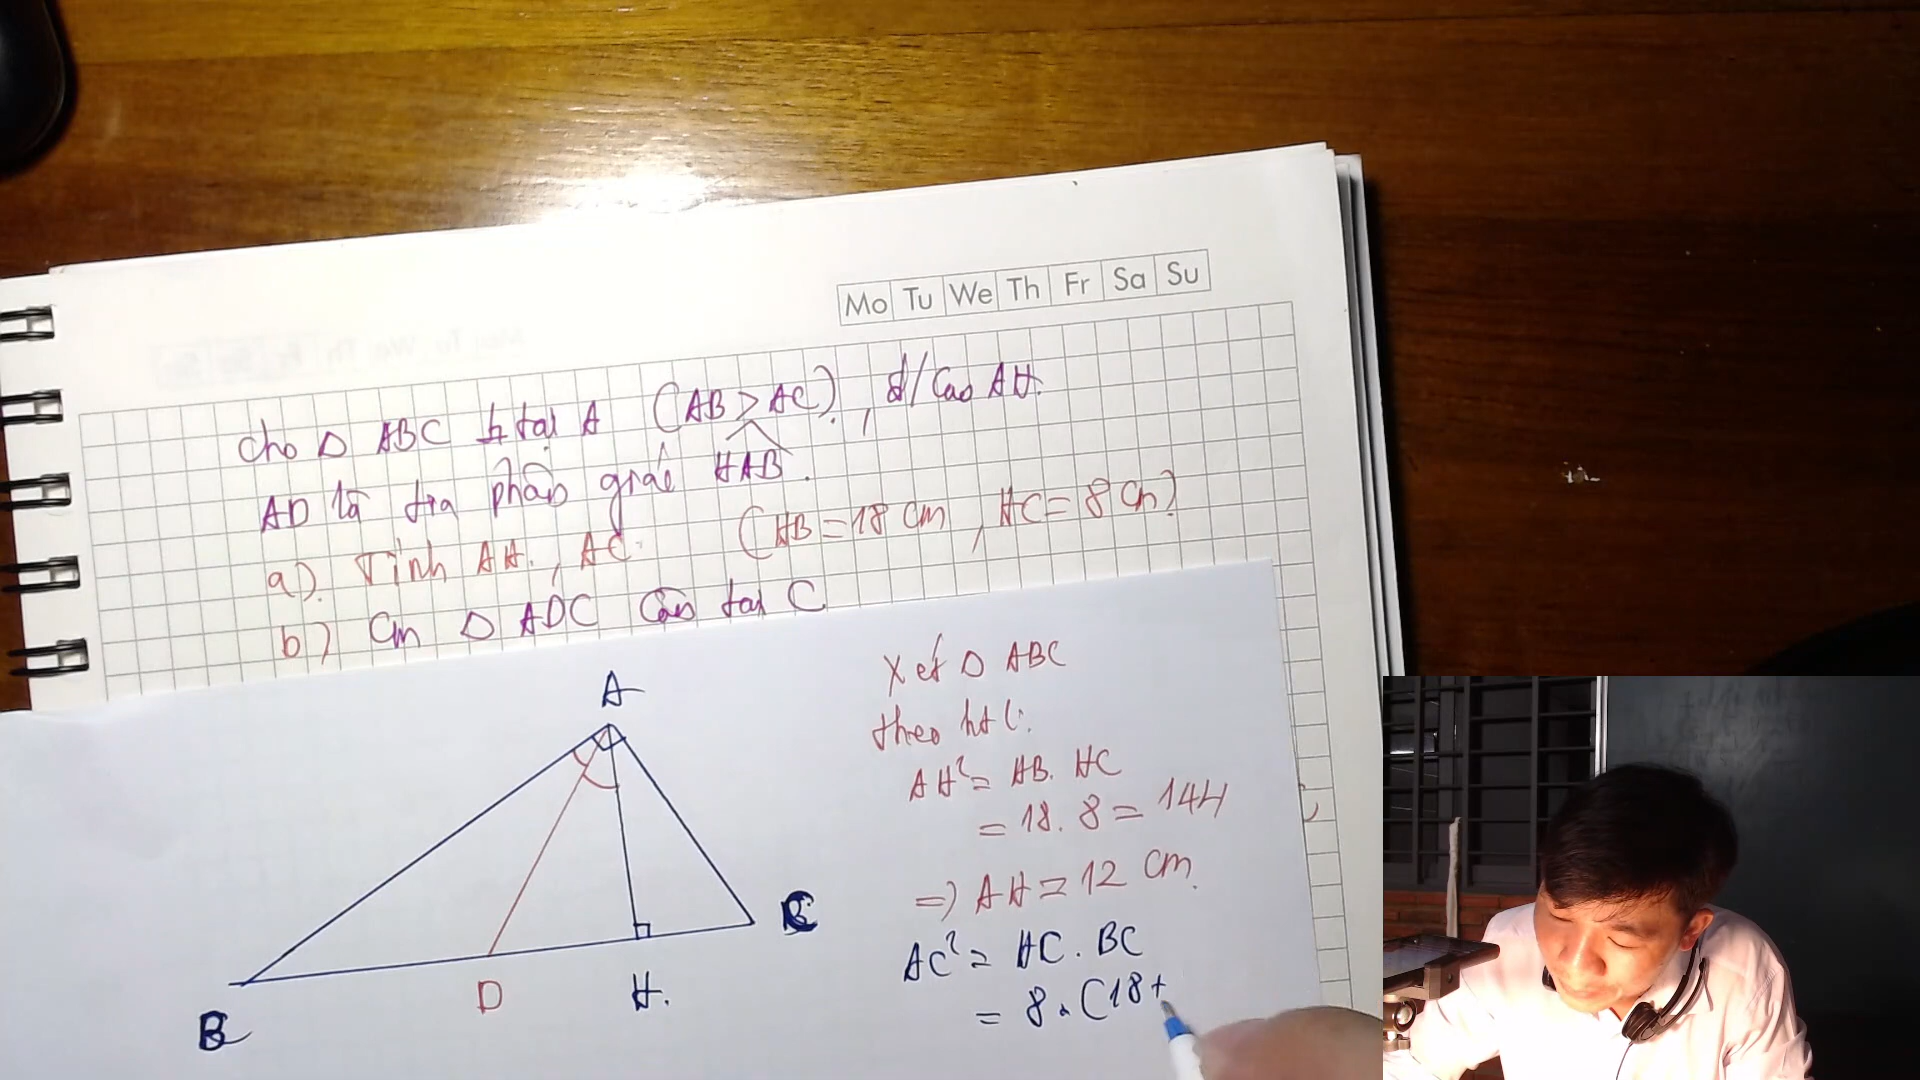 Mo Tu We Th Fr Sa Su
Cho Δ ABC ⊥ tại A (AB > AC), đ/cao AH.
AD là tia phân giác HAB.
a). Tính AH, AC. (HB = 18 cm, HC = 8 cm)
b) Cm Δ ADC cân tại C
A
B
D
H.
C
Xét Δ ABC
theo htl:
AH² = HB. HC
= 18. 8 = 144
=> AH = 12 cm.
AC² = HC. BC
= 8. (18+